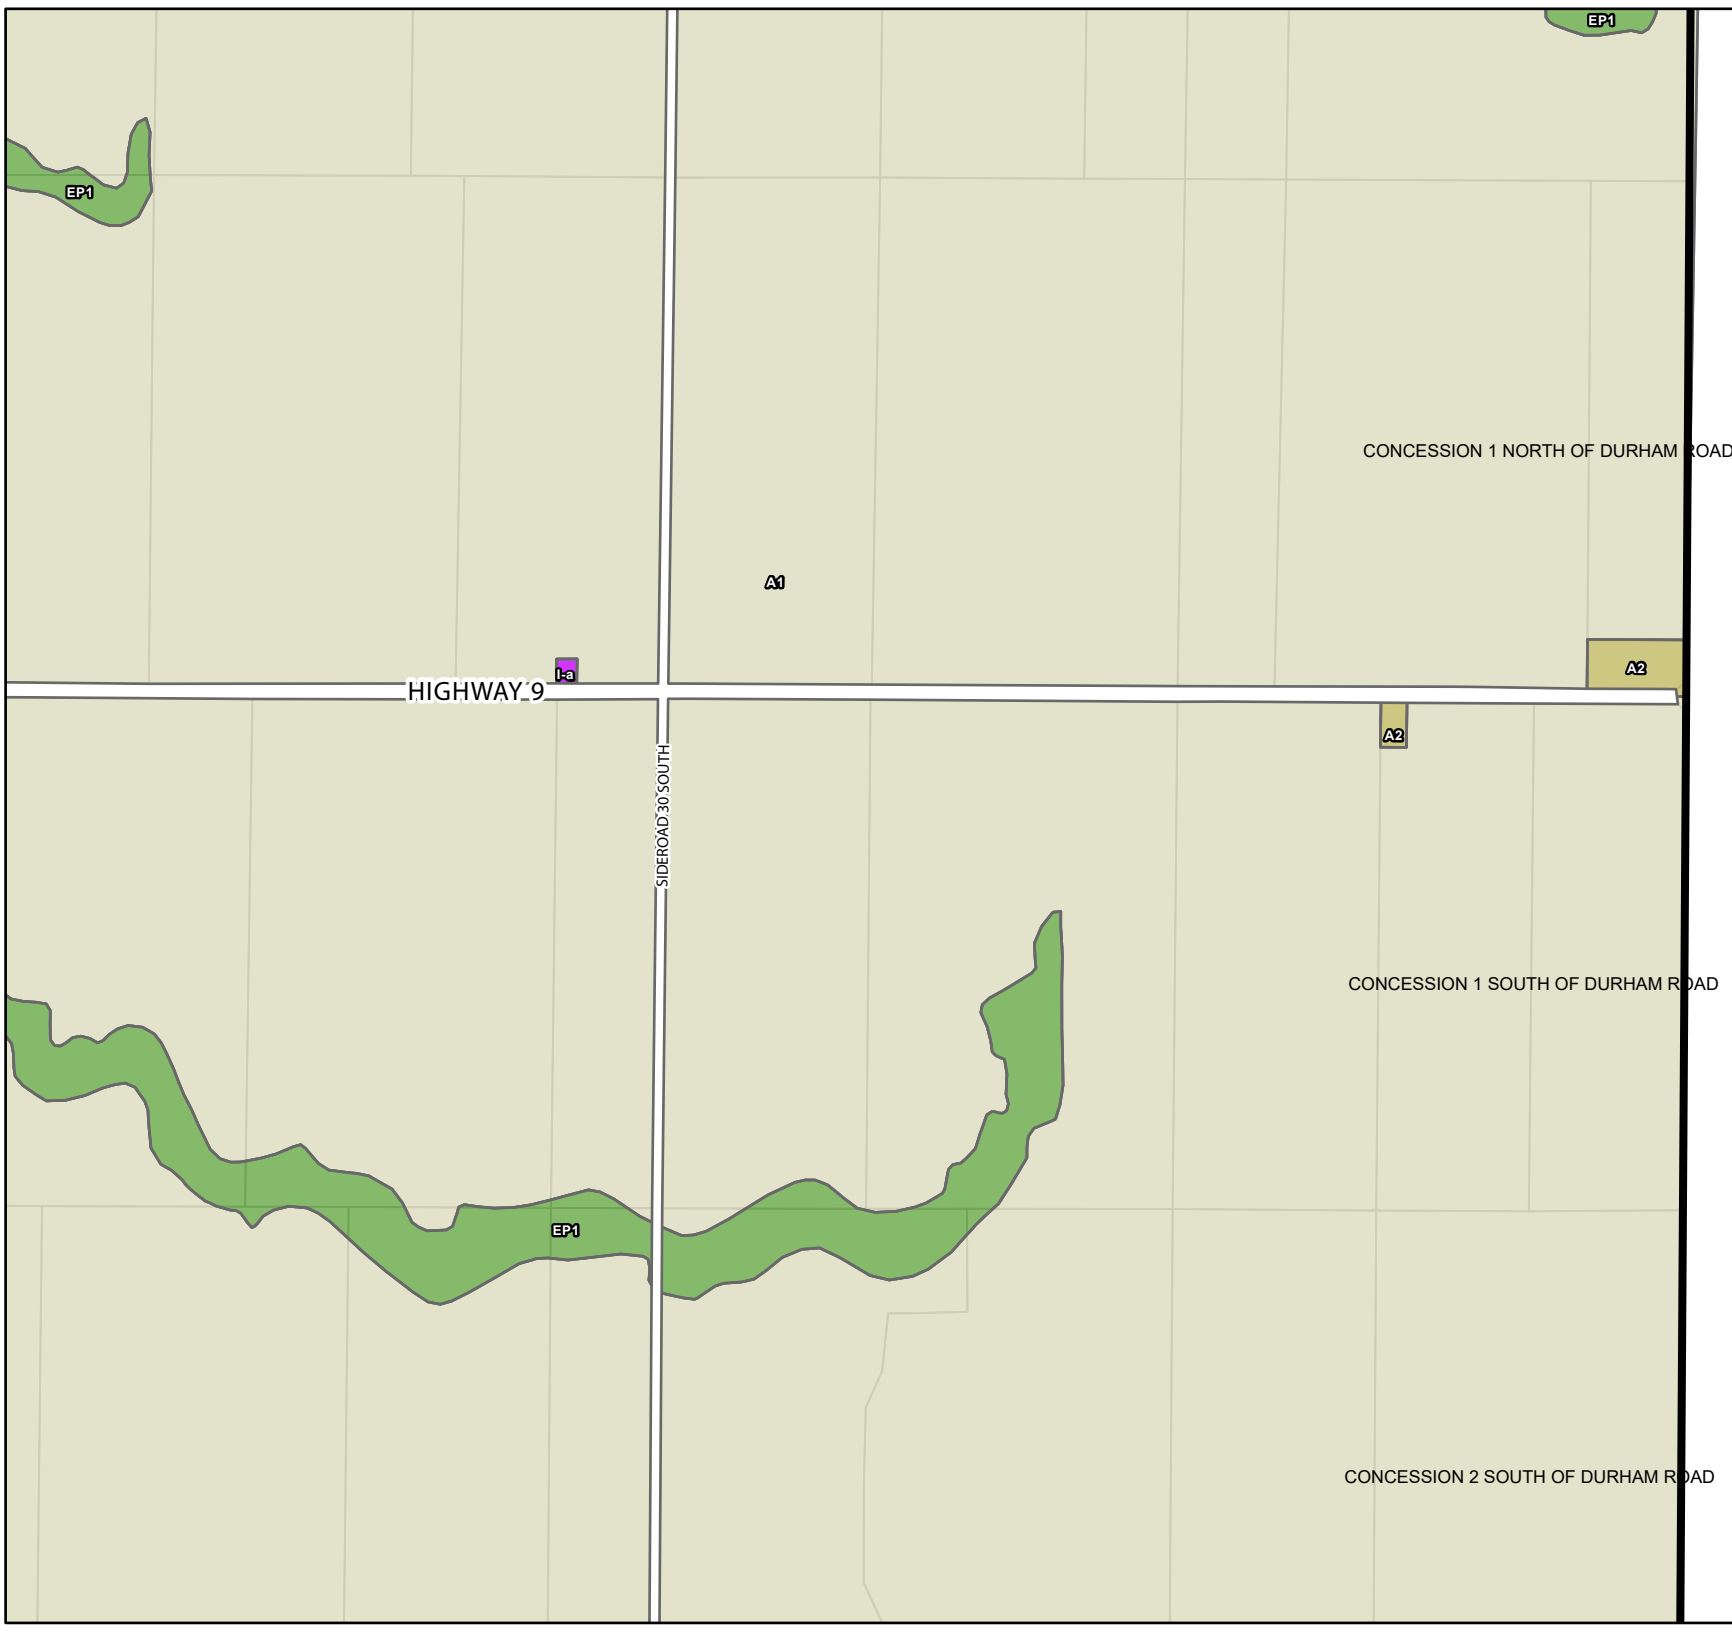 EP1
EP1
CONCESSION 1 NORTH OF DURHAM ROAD
A1
A2
I-a
HIGHWAY 9
A2
SIDEROAD 30 SOUTH
CONCESSION 1 SOUTH OF DURHAM ROAD
EP1
CONCESSION 2 SOUTH OF DURHAM ROAD